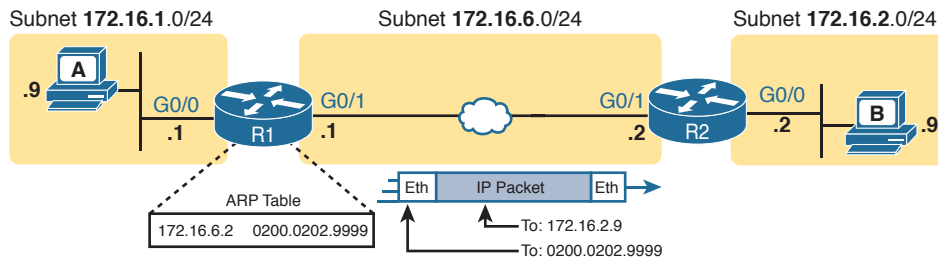 Subnet 172.16.1.0/24
Subnet 172.16.6.0/24
Subnet 172.16.2.0/24
A
.9
G0/0
.1
R1
G0/1
.1
G0/1
.2
R2
G0/0
.2
B
.9
ARP Table
172.16.6.2 0200.0202.9999
Eth IP Packet Eth
To: 172.16.2.9
To: 0200.0202.9999